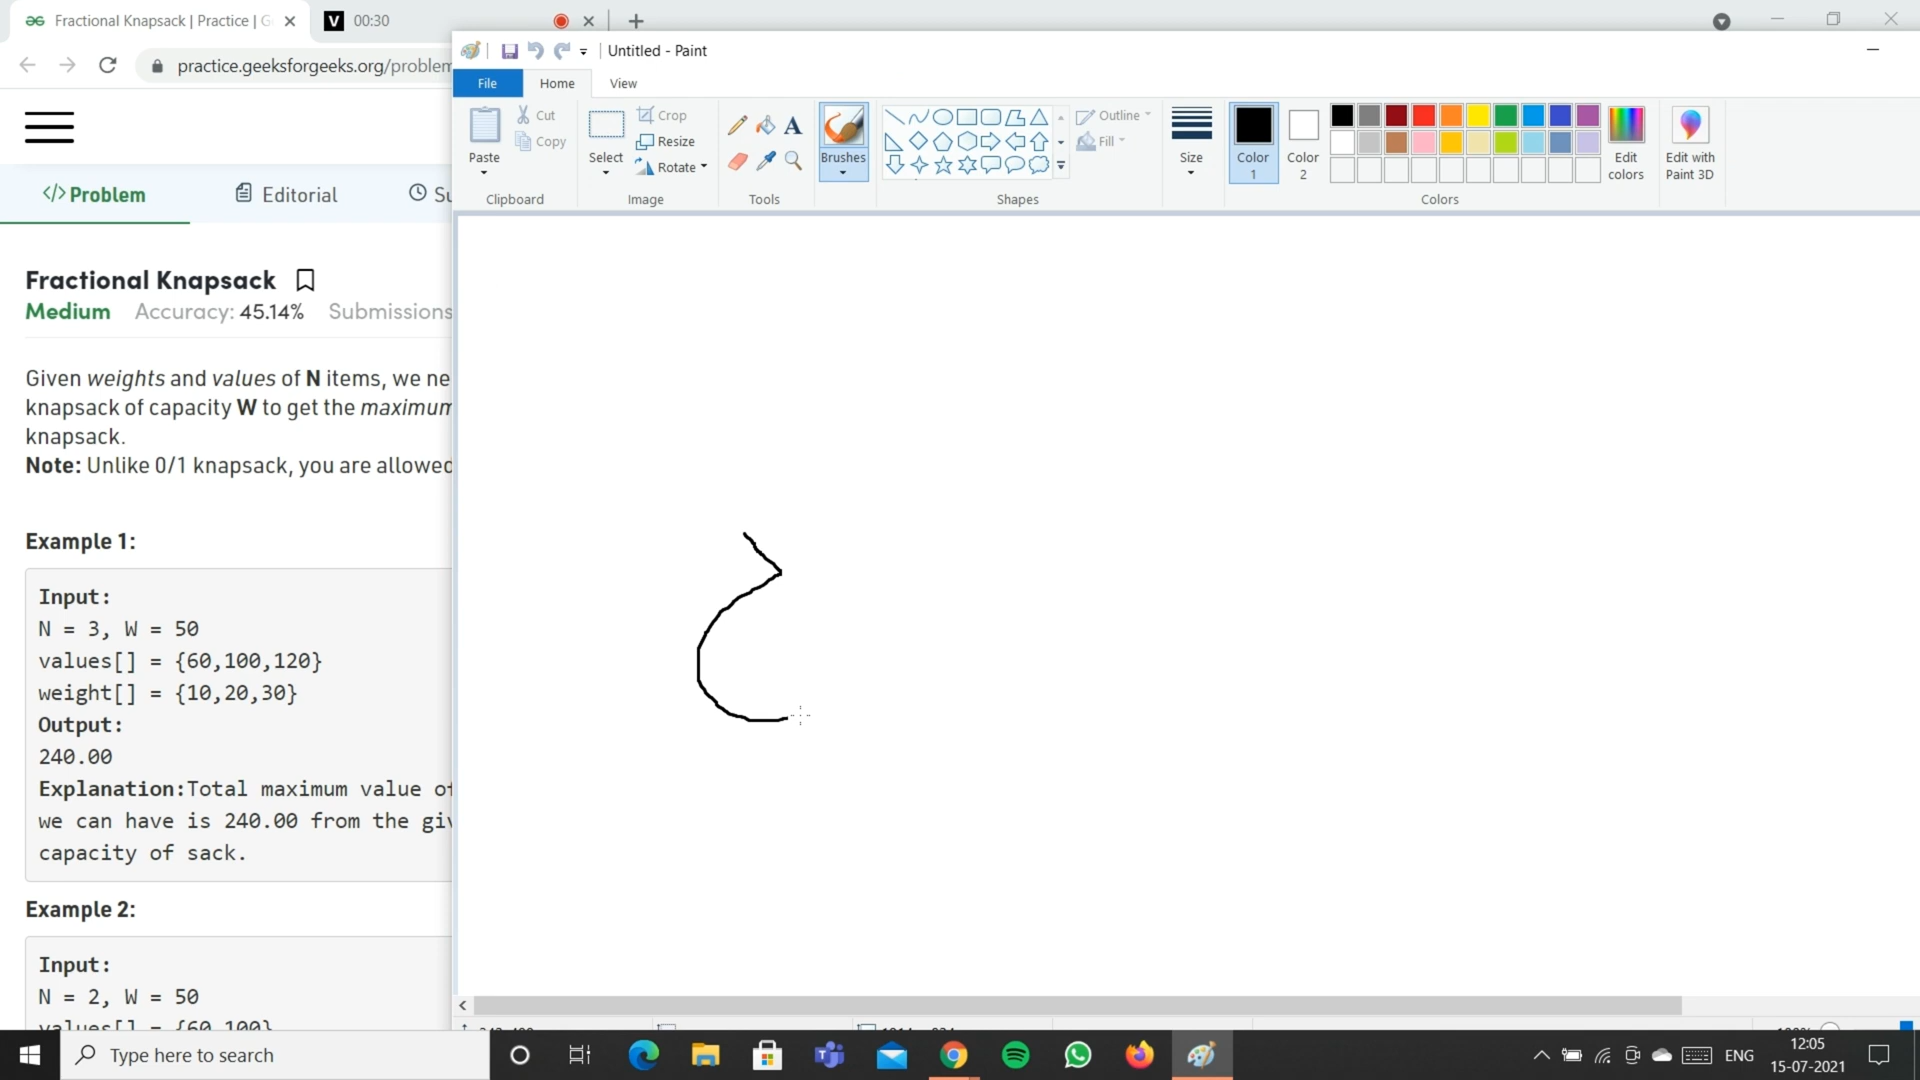 Fractional Knapsack | Practice | G
V 00:30
practice.geeksforgeeks.org/problem
Untitled - Paint
File Home View
Paste
Cut
Copy
Clipboard
Select
Crop
Resize
Rotate
Image
A
Tools
Brushes
Outline
Fill
Shapes
Size
Color 1
Color 2
Edit colors
Edit with Paint 3D
Colors
</> Problem Editorial Su
Fractional Knapsack
Medium Accuracy: 45.14% Submissions
Given weights and values of N items, we ne
knapsack of capacity W to get the maximum
knapsack.
Note: Unlike 0/1 knapsack, you are allowed
Example 1:
Input:
N = 3, W = 50
values[] = {60,100,120}
weight[] = {10,20,30}
Output:
240.00
Explanation:Total maximum value of
we can have is 240.00 from the giv
capacity of sack.
Example 2:
Input:
N = 2, W = 50
values[] = {60,100}
Type here to search
ENG
12:05
15-07-2021